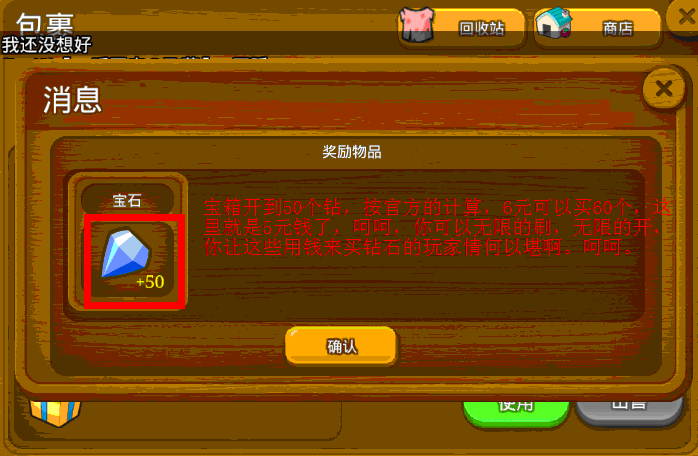 包裹
回收站
商店
我还没想好
消息
奖励物品
宝石
+50
宝箱开到50个钻，按官方的计算，6元可以买60个，这
里就是5元钱了，呵呵，你可以无限的刷，无限的开，
你让这些用钱来买钻石的玩家情何以堪啊，呵呵。
确认
使用
出售